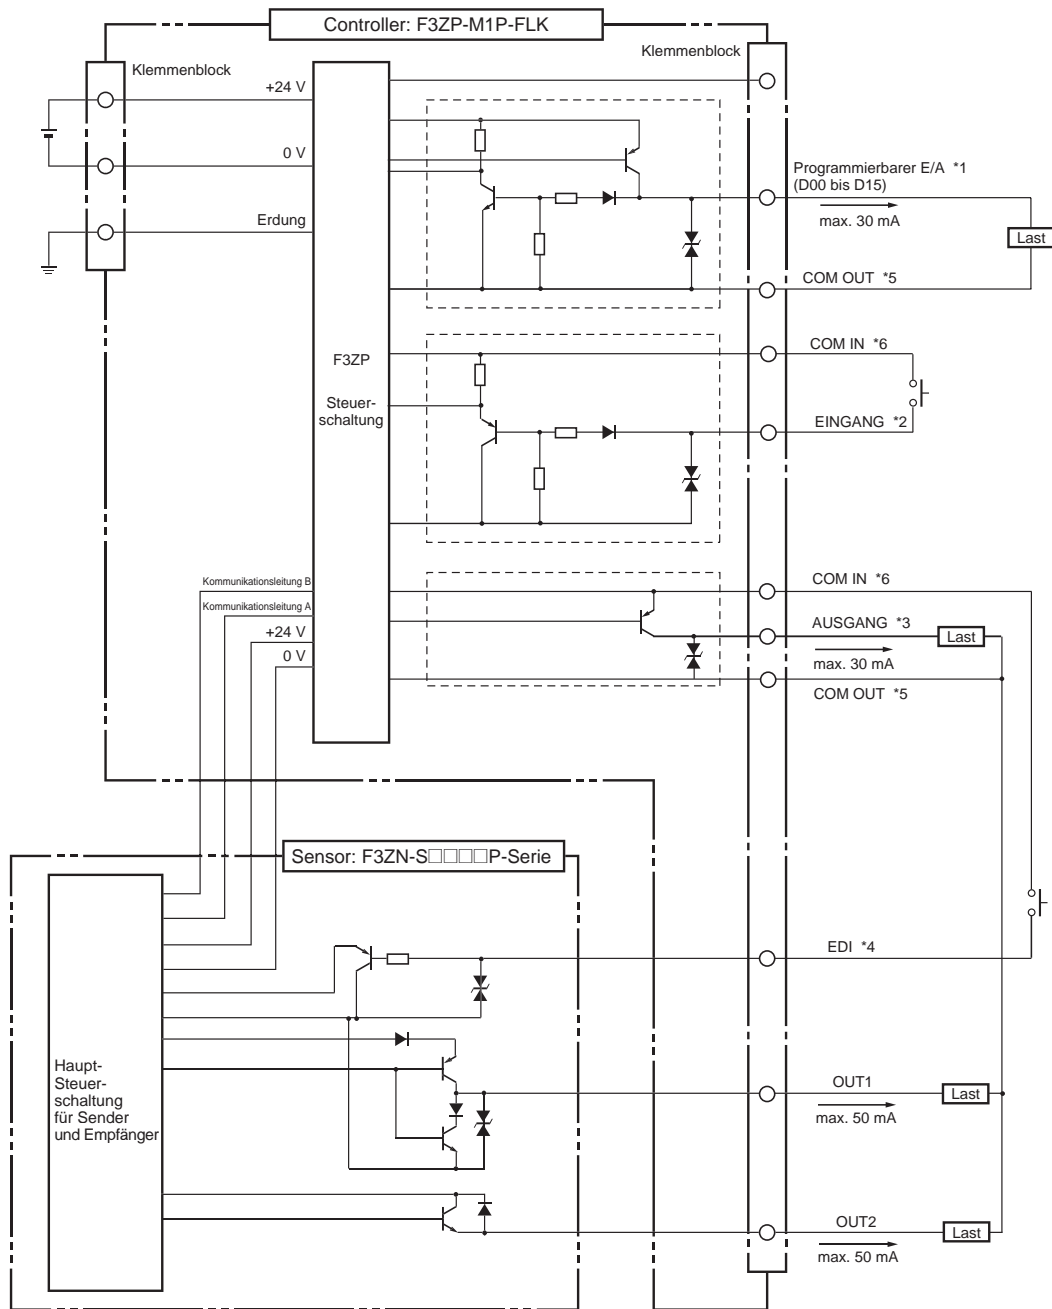 Controller: F3ZP-M1P-FLK
Klemmenblock
Klemmenblock
+24 V
0 V
Erdung
Programmierbarer E/A *1
(D00 bis D15)
max. 30 mA
Last
COM OUT *5
F3ZP
Steuer-
schaltung
COM IN *6
EINGANG *2
Kommunikationsleitung B
Kommunikationsleitung A
+24 V
0 V
COM IN *6
AUSGANG *3
Last
max. 30 mA
COM OUT *5
Sensor: F3ZN-S□□□□P-Serie
EDI *4
Haupt-
Steuer-
schaltung
für Sender
und Empfänger
OUT1
Last
max. 50 mA
OUT2
Last
max. 50 mA